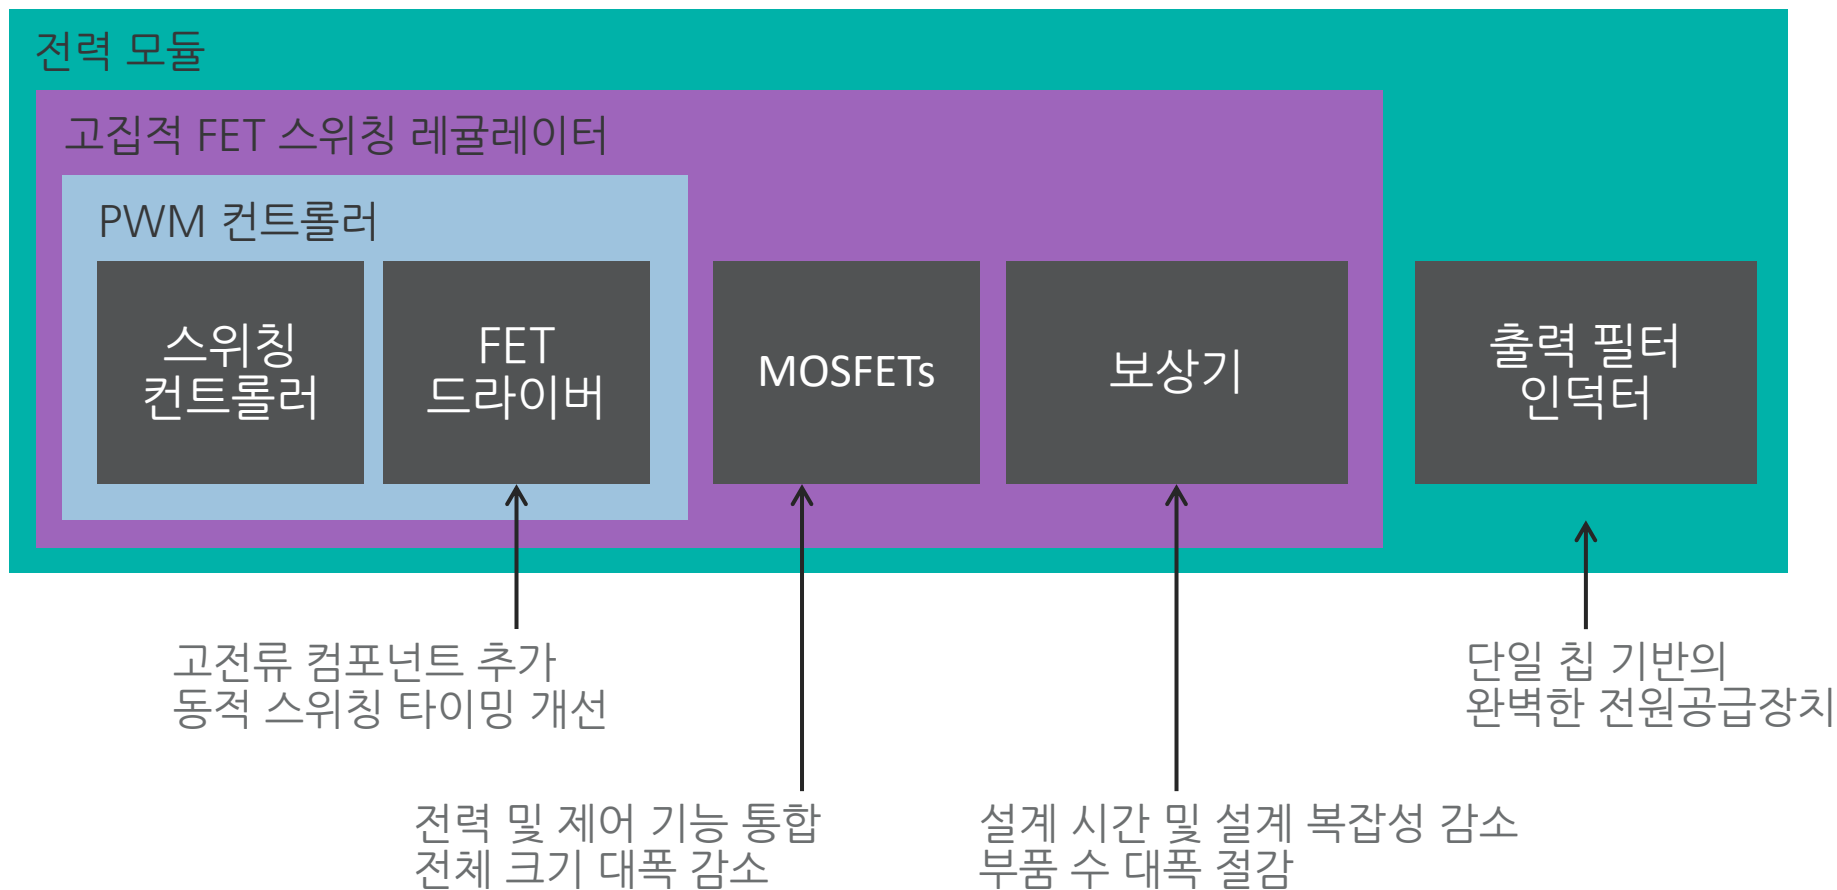 전력 모듈
고집적 FET 스위칭 레귤레이터
PWM 컨트롤러
스위칭
컨트롤러
FET
드라이버
MOSFETs
보상기
출력 필터
인덕터
고전류 컴포넌트 추가
동적 스위칭 타이밍 개선
단일 칩 기반의
완벽한 전원공급장치
전력 및 제어 기능 통합
전체 크기 대폭 감소
설계 시간 및 설계 복잡성 감소
부품 수 대폭 절감